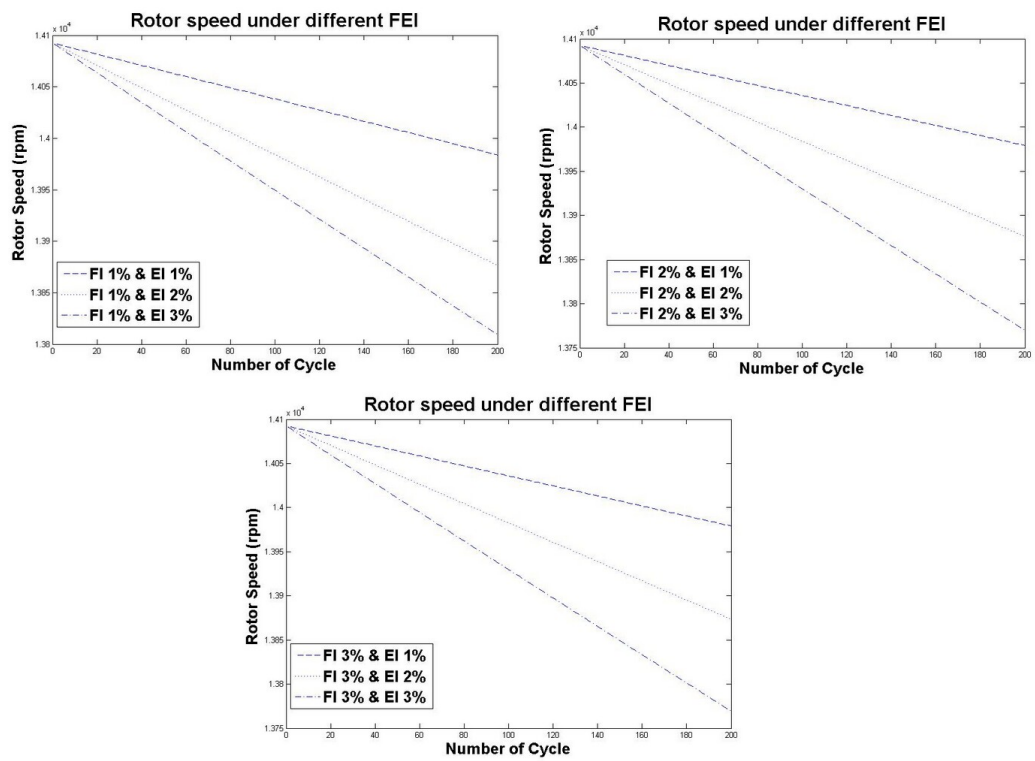 Rotor speed under different FEI
x 10⁴
1.41
1.405
1.4
1.395
1.39
1.385
1.38
Rotor Speed (rpm)
FI 1% & EI 1%
FI 1% & EI 2%
FI 1% & EI 3%
0 20 40 60 80 100 120 140 160 180 200
Number of Cycle
Rotor speed under different FEI
x 10⁴
1.41
1.405
1.4
1.395
1.39
1.385
1.38
1.375
Rotor Speed (rpm)
FI 2% & EI 1%
FI 2% & EI 2%
FI 2% & EI 3%
0 20 40 60 80 100 120 140 160 180 200
Number of Cycle
Rotor speed under different FEI
x 10⁴
1.41
1.405
1.4
1.395
1.39
1.385
1.38
1.375
Rotor Speed (rpm)
FI 3% & EI 1%
FI 3% & EI 2%
FI 3% & EI 3%
0 20 40 60 80 100 120 140 160 180 200
Number of Cycle